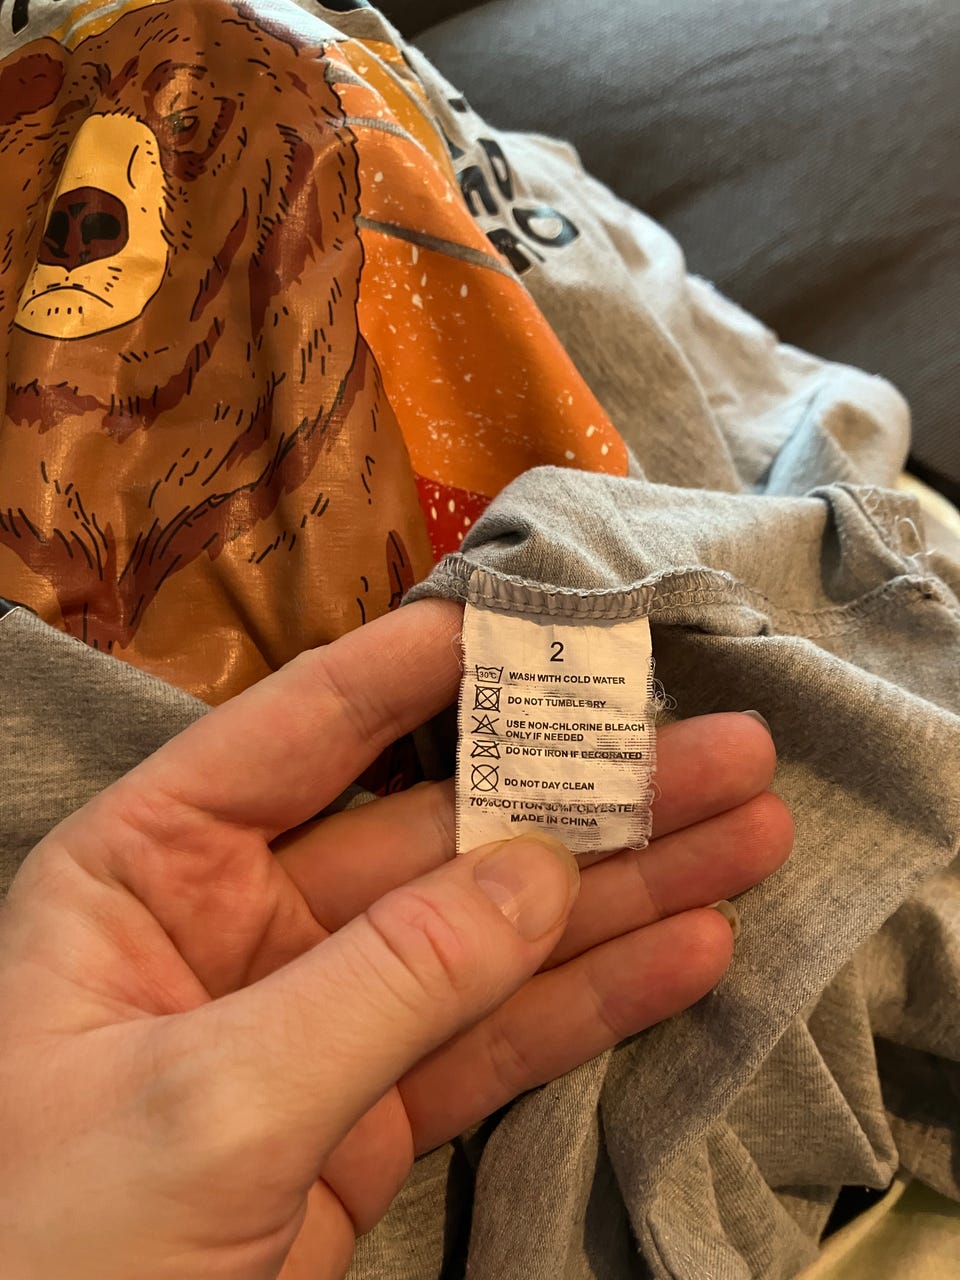 2
30°C WASH WITH COLD WATER
DO NOT TUMBLE DRY
USE NON-CHLORINE BLEACH
ONLY IF NEEDED
DO NOT IRON IF DECORATED
DO NOT DAY CLEAN
70%COTTON 30%POLYESTER
MADE IN CHINA